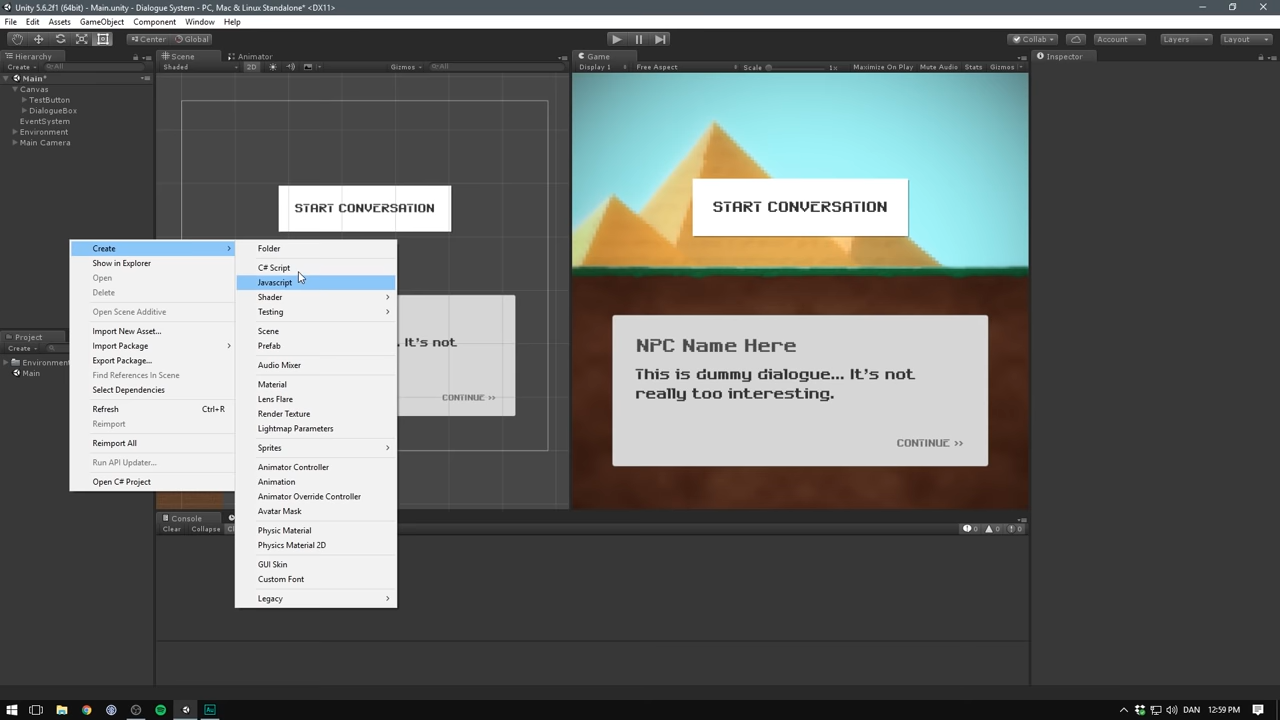 Unity 5.6.2f1 (64bit) - Main.unity - Dialogue System - PC, Mac & Linux Standalone* <DX11>
File Edit Assets GameObject Component Window Help
Center Global Collab Account Layers Layout
Hierarchy
Create All
Main*
Canvas
TestButton
DialogueBox
EventSystem
Environment
Main Camera
Scene Animator
Shaded 2D Gizmos All
START CONVERSATION
. It's not
CONTINUE >>
Game
Display 1 Free Aspect Scale 1x Maximize On Play Mute Audio Stats Gizmos
START CONVERSATION
NPC Name Here
This is dummy dialogue... It's not
really too interesting.
CONTINUE >>
Inspector
Create
Show in Explorer
Open
Delete
Open Scene Additive
Import New Asset...
Import Package
Export Package...
Find References In Scene
Select Dependencies
Refresh Ctrl+R
Reimport
Reimport All
Run API Updater...
Open C# Project
Folder
C# Script
Javascript
Shader
Testing
Scene
Prefab
Audio Mixer
Material
Lens Flare
Render Texture
Lightmap Parameters
Sprites
Animator Controller
Animation
Animator Override Controller
Avatar Mask
Physic Material
Physics Material 2D
GUI Skin
Custom Font
Legacy
Project
Create
Environmen
Main
Console
Clear Collapse Cl
0 0 0
Au
DAN 12:59 PM